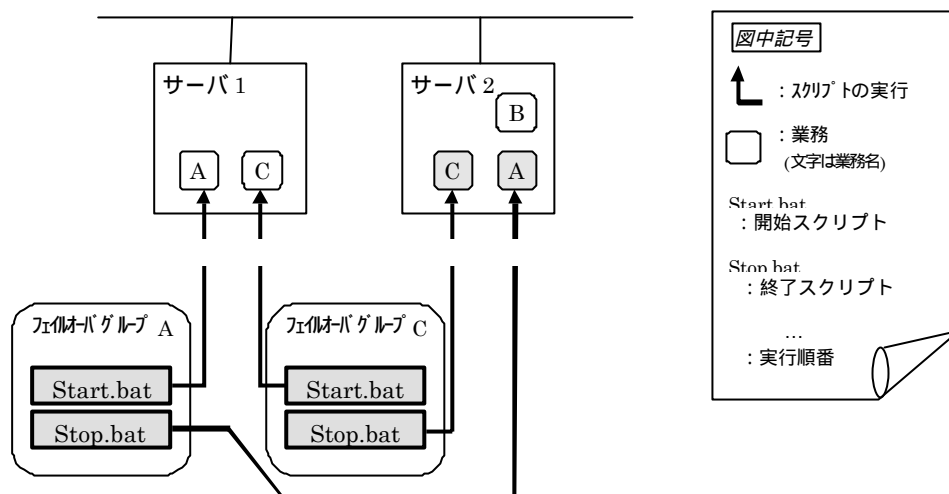 サーバ 1
サーバ 2
B
A
C
C
A
フェイルオーバグループ A
Start.bat
Stop.bat
フェイルオーバグループ C
Start.bat
Stop.bat
図中記号
：スクリプトの実行
：業務
(文字は業務名)
Start.bat
：開始スクリプト
Stop.bat
：終了スクリプト
…
：実行順番